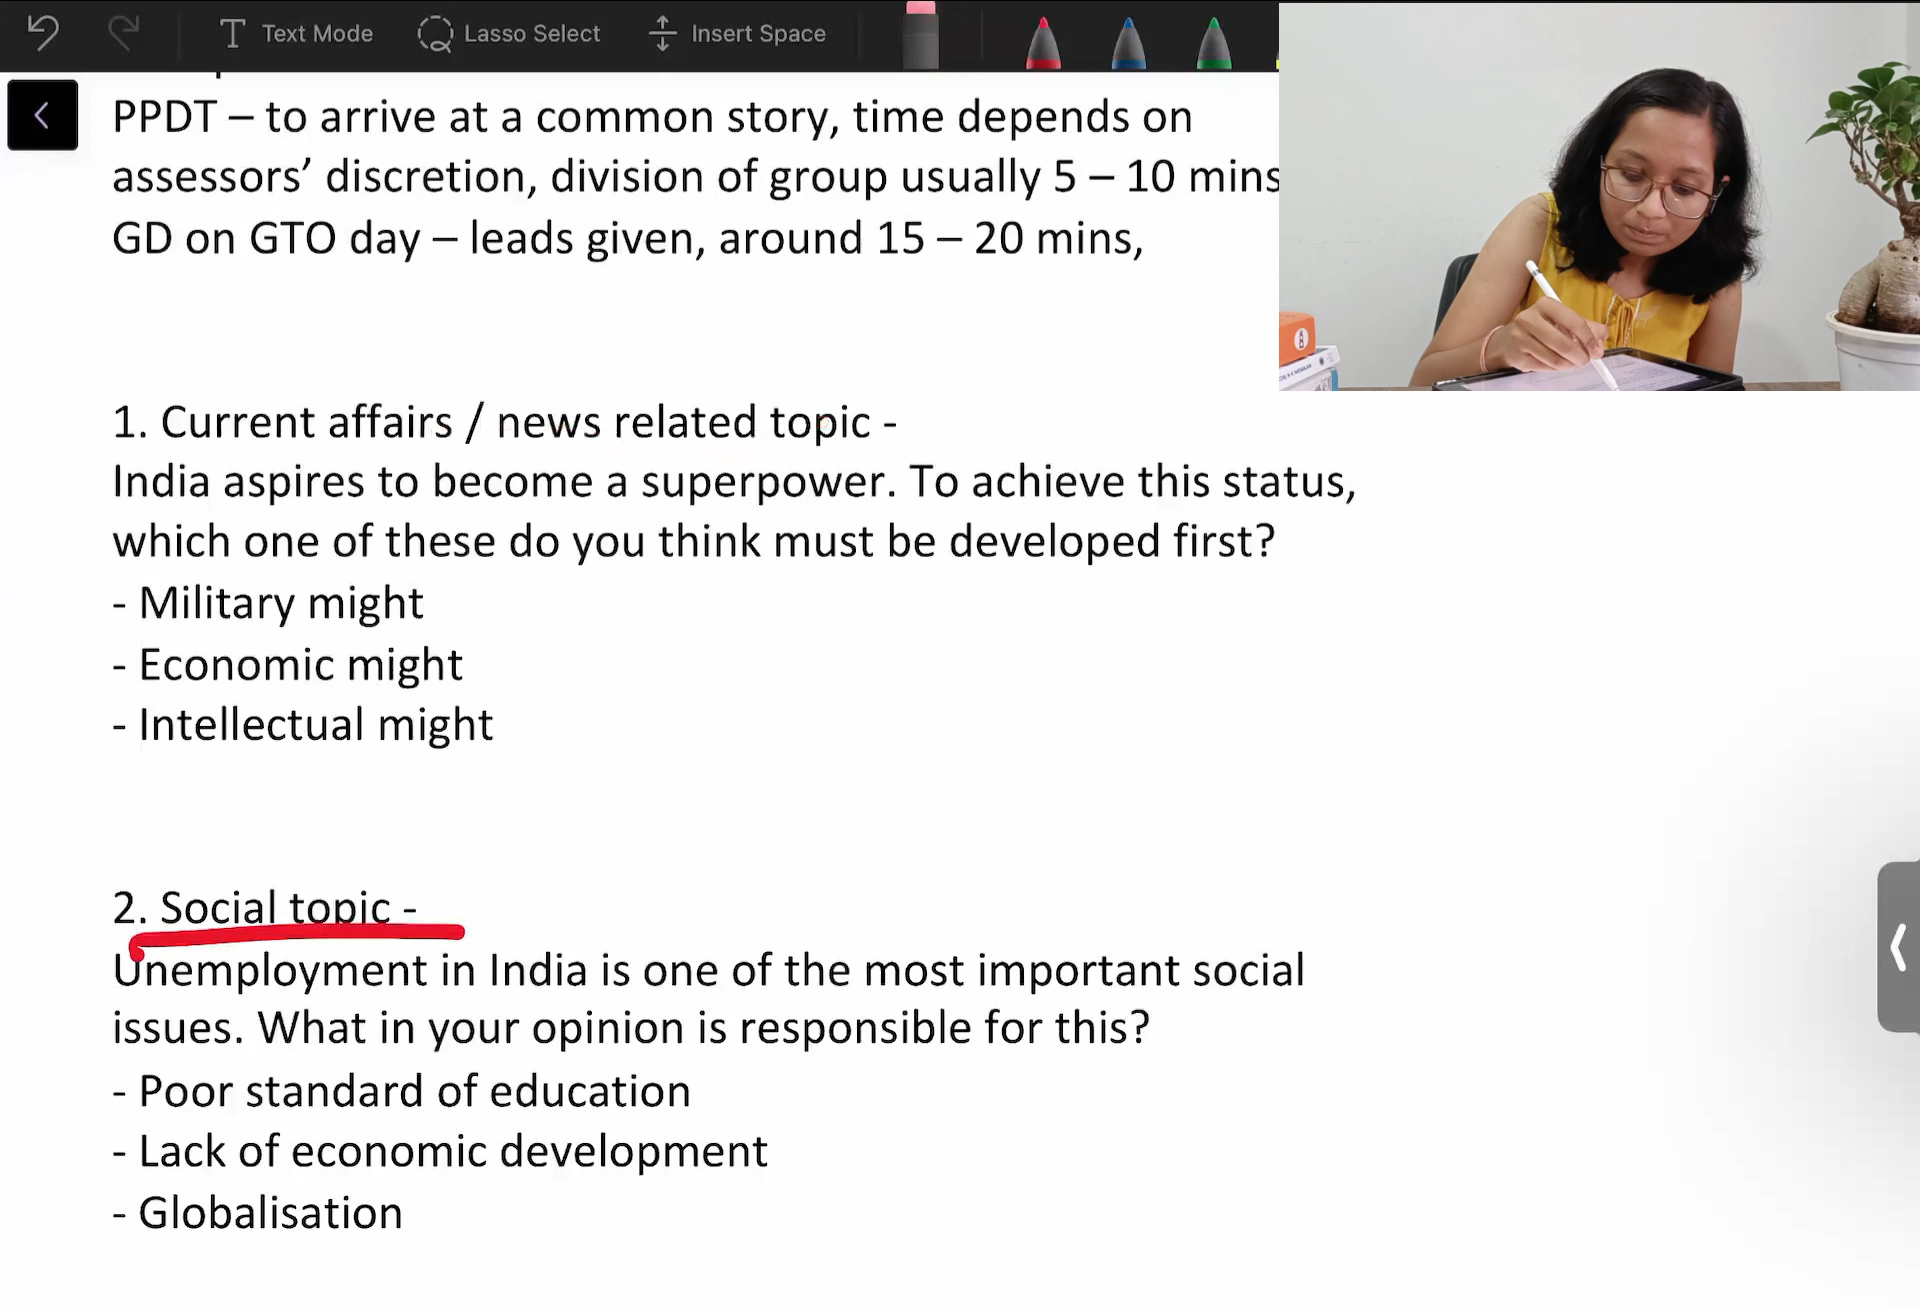 Text Mode
Lasso Select
Insert Space
PPDT – to arrive at a common story, time depends on
assessors’ discretion, division of group usually 5 – 10 mins
GD on GTO day – leads given, around 15 – 20 mins,
1. Current affairs / news related topic -
India aspires to become a superpower. To achieve this status,
which one of these do you think must be developed first?
- Military might
- Economic might
- Intellectual might
2. Social topic -
Unemployment in India is one of the most important social
issues. What in your opinion is responsible for this?
- Poor standard of education
- Lack of economic development
- Globalisation